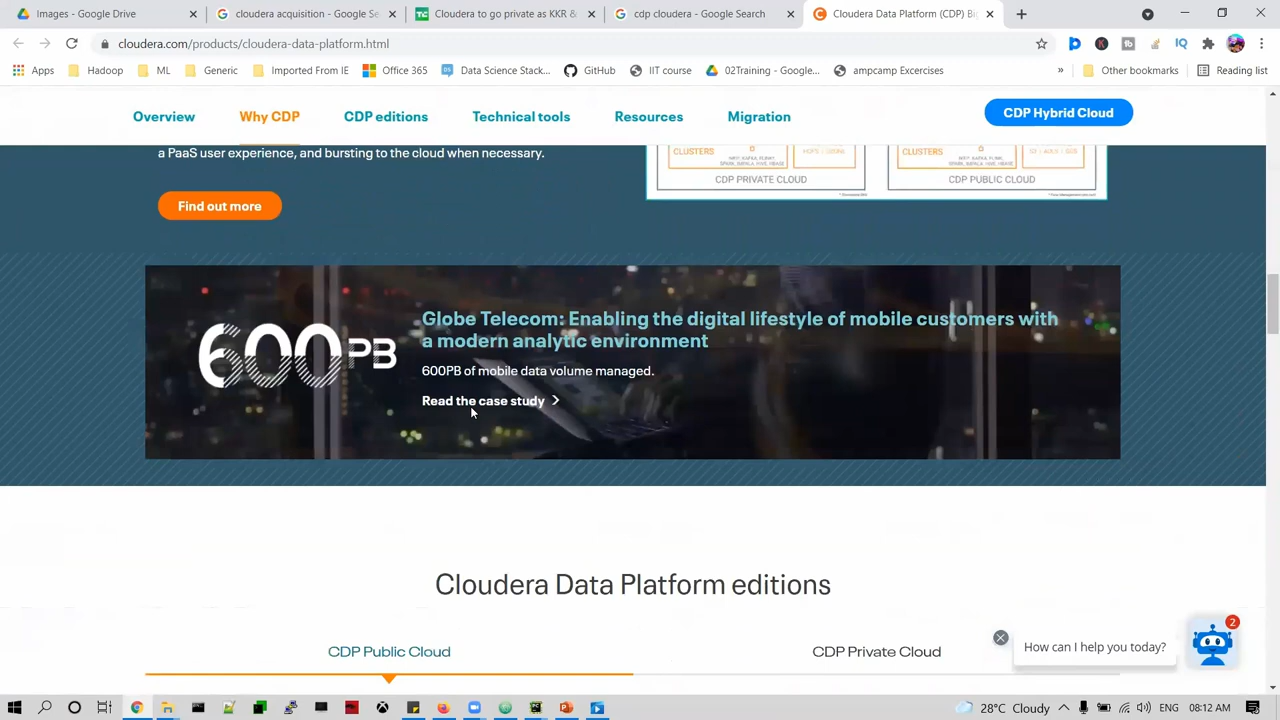 Images - Google Drive
cloudera acquisition - Google Se
Cloudera to go private as KKR &
cdp cloudera - Google Search
Cloudera Data Platform (CDP) Bi
cloudera.com/products/cloudera-data-platform.html
Apps
Hadoop
ML
Generic
Imported From IE
Office 365
Data Science Stack...
GitHub
IIT course
02Training - Google...
ampcamp Excercises
»
Other bookmarks
Reading list
Overview
Why CDP
CDP editions
Technical tools
Resources
Migration
CDP Hybrid Cloud
a PaaS user experience, and bursting to the cloud when necessary.
CLUSTERS
CLUSTERS
CDP PRIVATE CLOUD
CDP PUBLIC CLOUD
Find out more
600PB
Globe Telecom: Enabling the digital lifestyle of mobile customers with
a modern analytic environment
600PB of mobile data volume managed.
Read the case study
Cloudera Data Platform editions
CDP Public Cloud
CDP Private Cloud
How can I help you today?
2
28°C Cloudy
ENG
08:12 AM